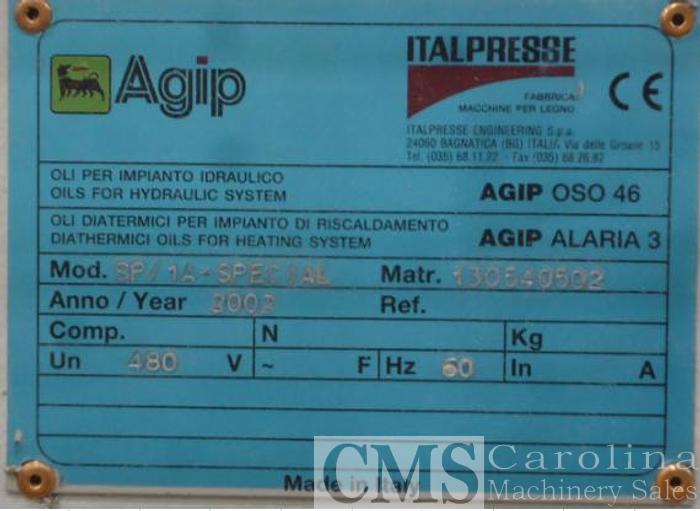 Agip
ITALPRESSE
FABBRICA
MACCHINE PER LEGNO
CE
ITALPRESSE ENGINEERING S.p.a.
24060 BAGNATICA (BG) ITALIA Via delle Groane 15
Tel. (035) 68.11.22 - Fax (035) 68.26.82
OLI PER IMPIANTO IDRAULICO
OILS FOR HYDRAULIC SYSTEM
AGIP OSO 46
OLI DIATERMICI PER IMPIANTO DI RISCALDAMENTO
DIATHERMICI OILS FOR HEATING SYSTEM
AGIP ALARIA 3
Mod. SP/1A-SPECIAL Matr. 130540502
Anno / Year 2002 Ref.
Comp. N Kg
Un 480 V ~ F Hz 60 In A
Made in Italy
CMS Carolina
Machinery Sales